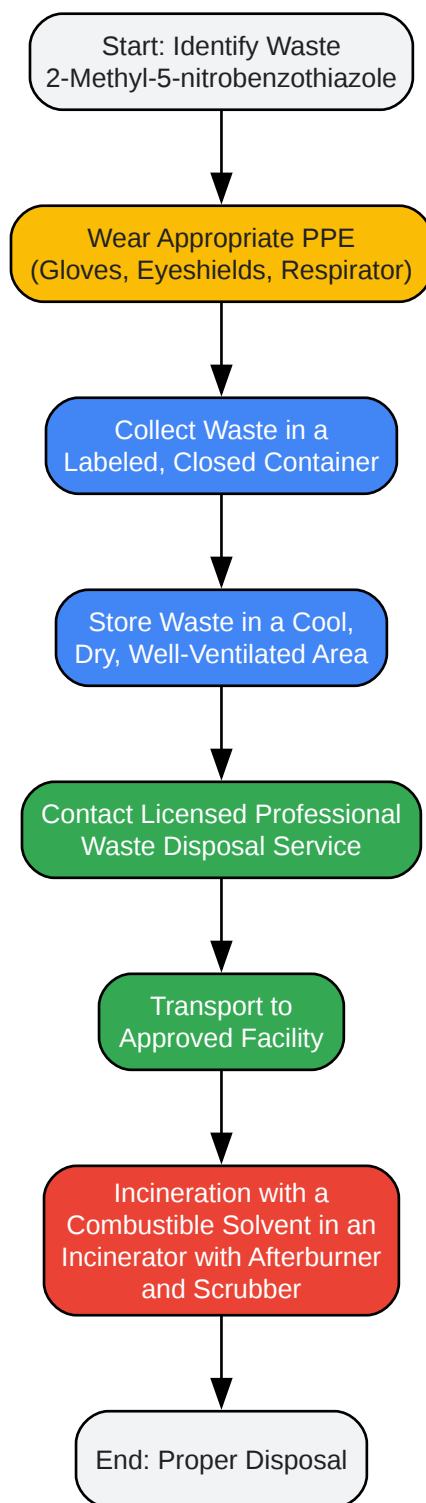 Start: Identify Waste
2-Methyl-5-nitrobenzothiazole
Wear Appropriate PPE
(Gloves, Eyeshields, Respirator)
Collect Waste in a
Labeled, Closed Container
Store Waste in a Cool,
Dry, Well-Ventilated Area
Contact Licensed Professional
Waste Disposal Service
Transport to
Approved Facility
Incineration with a
Combustible Solvent in an
Incinerator with Afterburner
and Scrubber
End: Proper Disposal